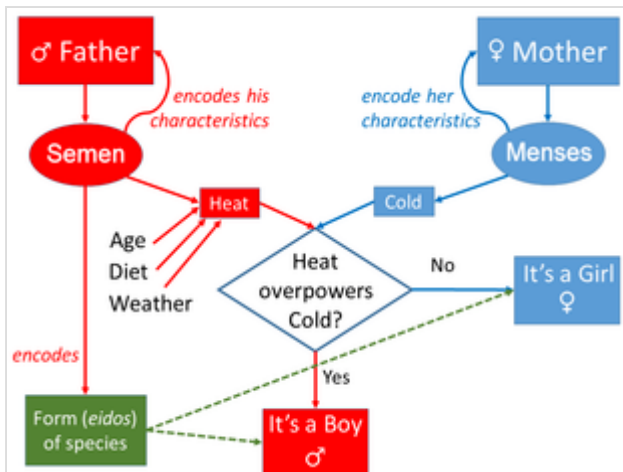 ♂ Father
♀ Mother
encodes his
characteristics
encode her
characteristics
Semen
Menses
Heat
Cold
Age
Diet
Weather
Heat
overpowers
Cold?
No
It's a Girl
♀
encodes
Yes
Form (eidos)
of species
It's a Boy
♂